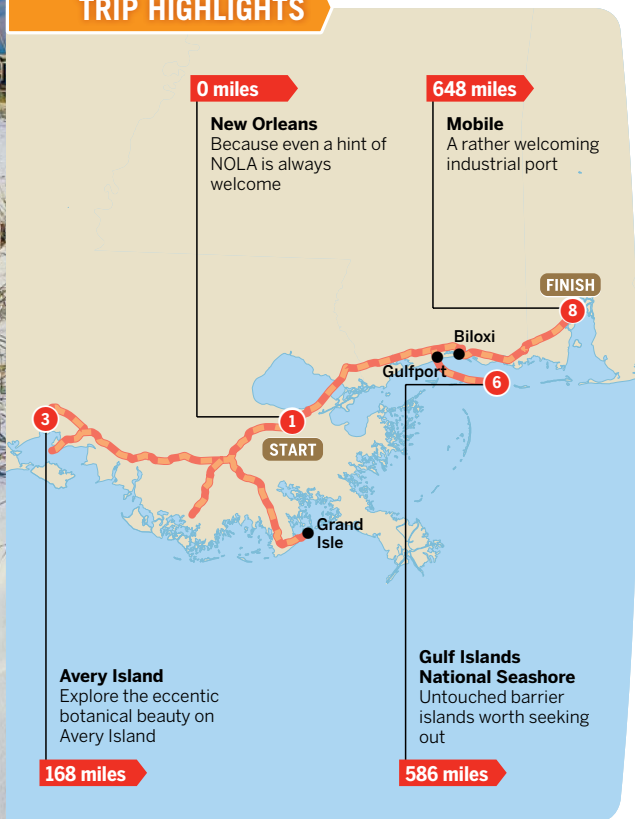 TRIP HIGHLIGHTS
0 miles
New Orleans
Because even a hint of
NOLA is always
welcome
648 miles
Mobile
A rather welcoming
industrial port
FINISH
8
Biloxi
Gulfport
6
3
1
START
Grand
Isle
Avery Island
Explore the eccentic
botanical beauty on
Avery Island
168 miles
Gulf Islands
National Seashore
Untouched barrier
islands worth seeking
out
586 miles